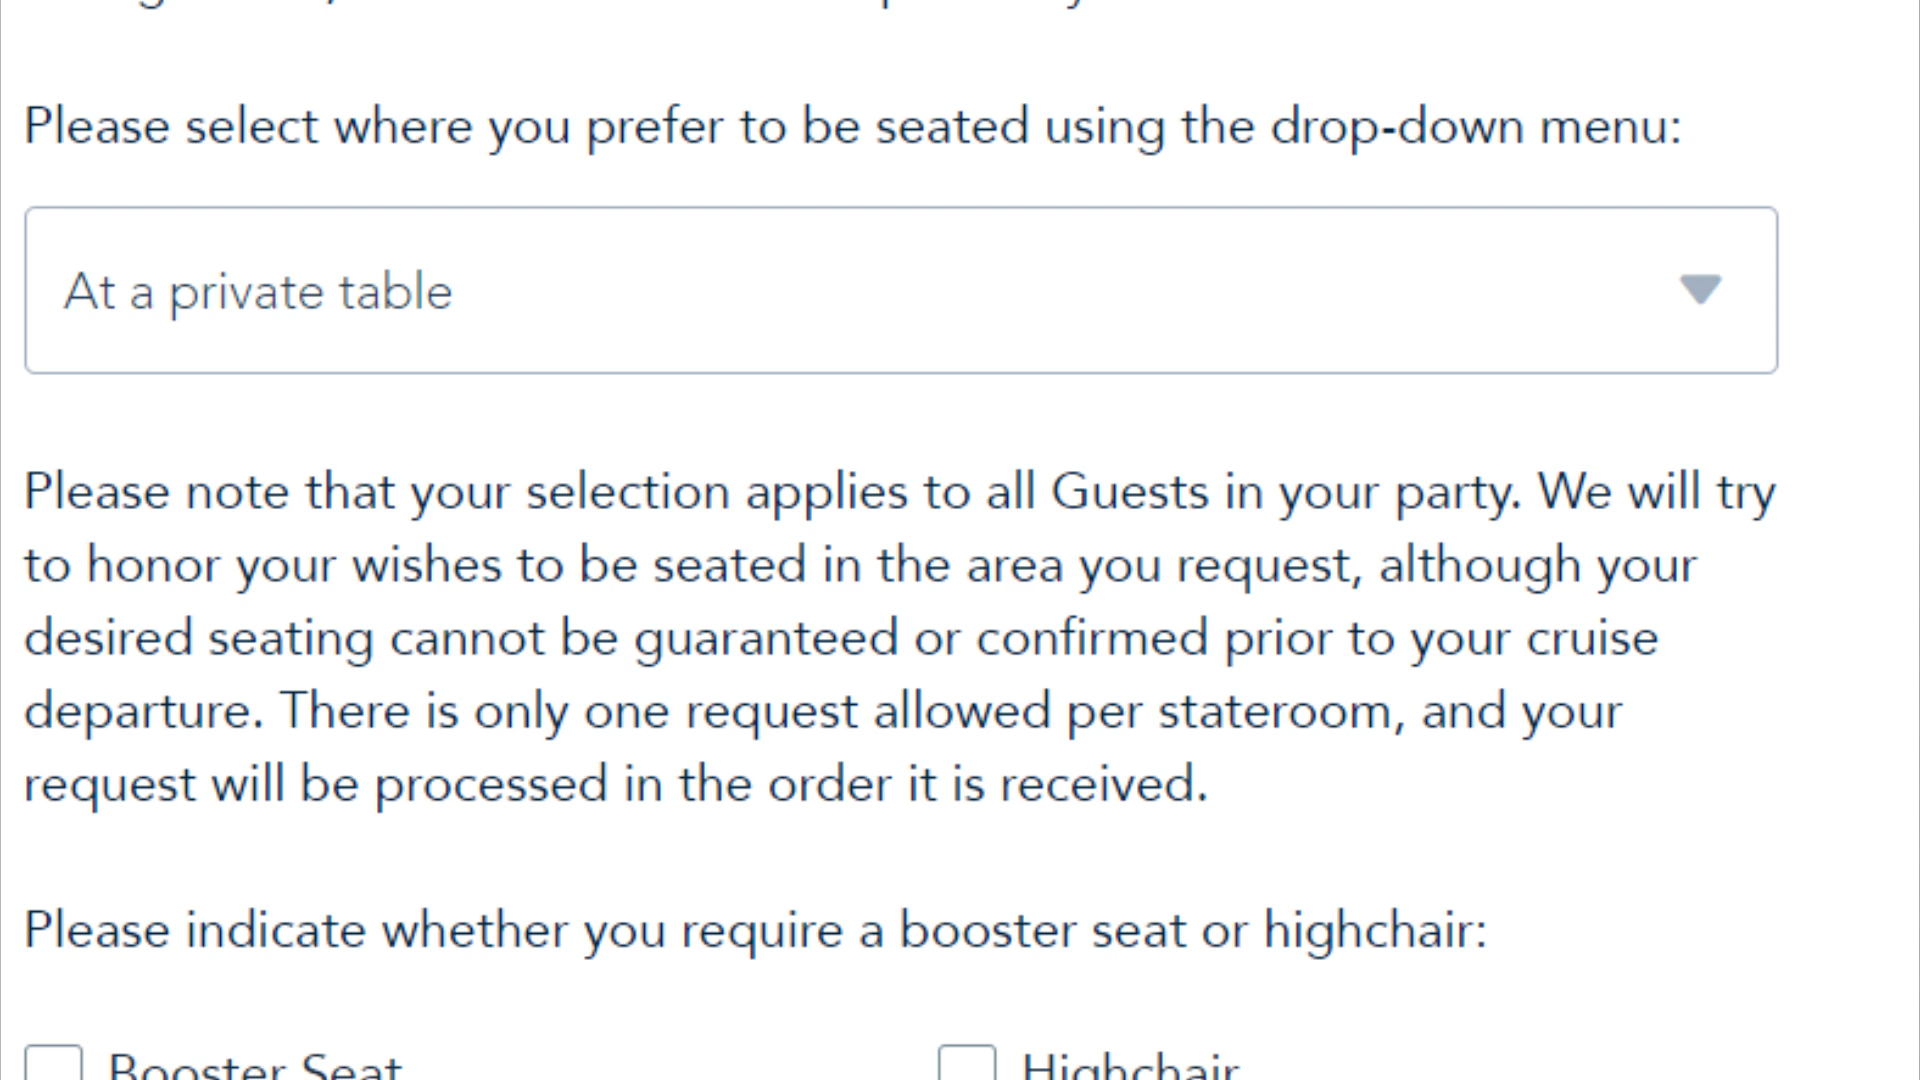 Please select where you prefer to be seated using the drop-down menu:
At a private table
Please note that your selection applies to all Guests in your party. We will try
to honor your wishes to be seated in the area you request, although your
desired seating cannot be guaranteed or confirmed prior to your cruise
departure. There is only one request allowed per stateroom, and your
request will be processed in the order it is received.
Please indicate whether you require a booster seat or highchair:
Booster Seat
Highchair